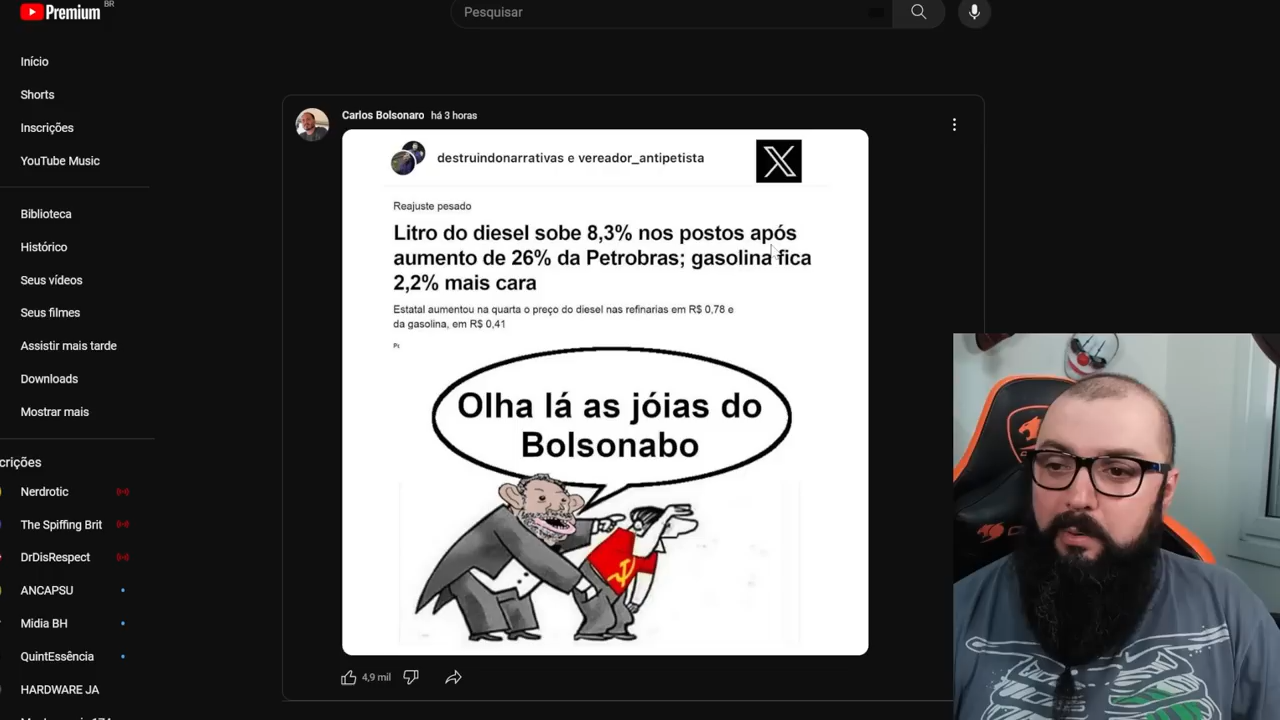 Premium BR
Pesquisar
Início
Shorts
Inscrições
YouTube Music
Biblioteca
Histórico
Seus vídeos
Seus filmes
Assistir mais tarde
Downloads
Mostrar mais
crições
Nerdrotic
The Spiffing Brit
DrDisRespect
ANCAPSU
Midia BH
QuintEssência
HARDWARE JA
Carlos Bolsonaro há 3 horas
destruindonarrativas e vereador_antipetista
X
Reajuste pesado
Litro do diesel sobe 8,3% nos postos após
aumento de 26% da Petrobras; gasolina fica
2,2% mais cara
Estatal aumentou na quarta o preço do diesel nas refinarias em R$ 0,78 e
da gasolina, em R$ 0,41
Olha lá as jóias do
Bolsonabo
4,9 mil